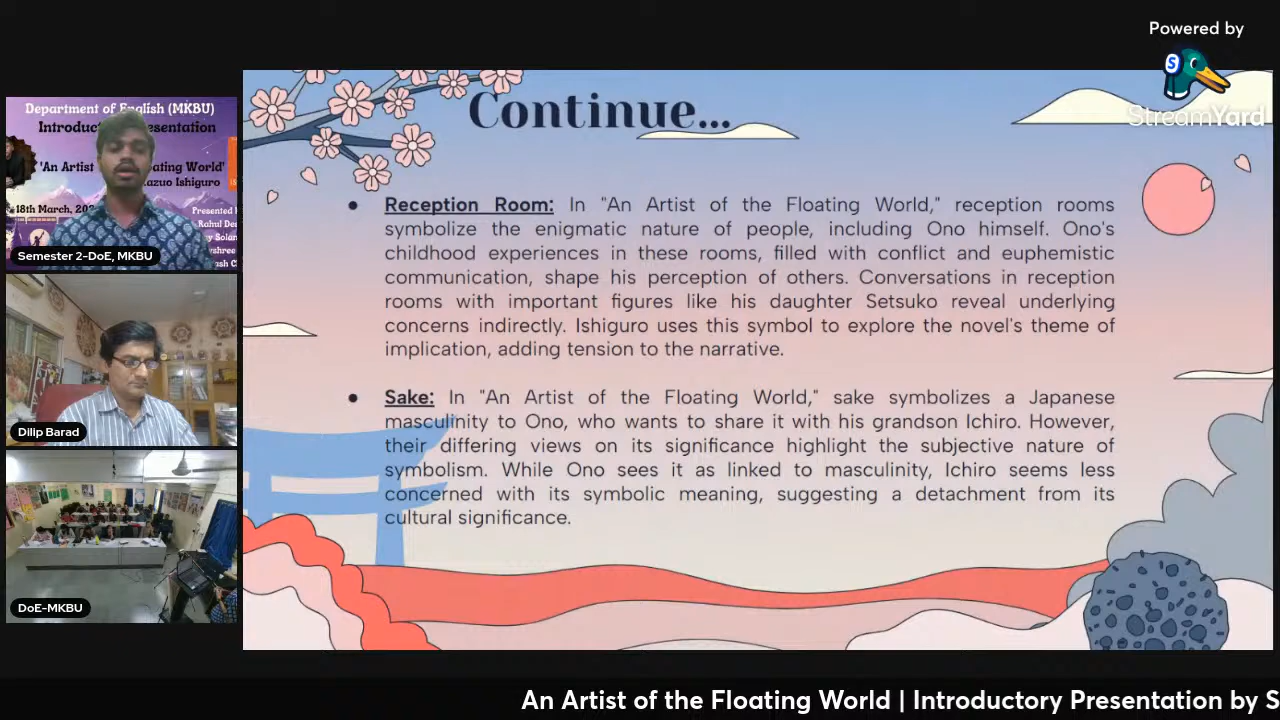 Powered by
StreamYard
Department of English (MKBU)
'An Artist
Floating World'
Kazuo Ishiguro
18th March,
Presented
Rahul
Semester 2-DoE, MKBU
Dilip Barad
DoE-MKBU
Continue...
Reception Room: In "An Artist of the Floating World," reception rooms
symbolize the enigmatic nature of people, including Ono himself. Ono's
childhood experiences in these rooms, filled with conflict and euphemistic
communication, shape his perception of others. Conversations in reception
rooms with important figures like his daughter Setsuko reveal underlying
concerns indirectly. Ishiguro uses this symbol to explore the novel's theme of
implication, adding tension to the narrative.
Sake: In "An Artist of the Floating World," sake symbolizes a Japanese
masculinity to Ono, who wants to share it with his grandson Ichiro. However,
their differing views on its significance highlight the subjective nature of
symbolism. While Ono sees it as linked to masculinity, Ichiro seems less
concerned with its symbolic meaning, suggesting a detachment from its
cultural significance.
An Artist of the Floating World | Introductory Presentation by S